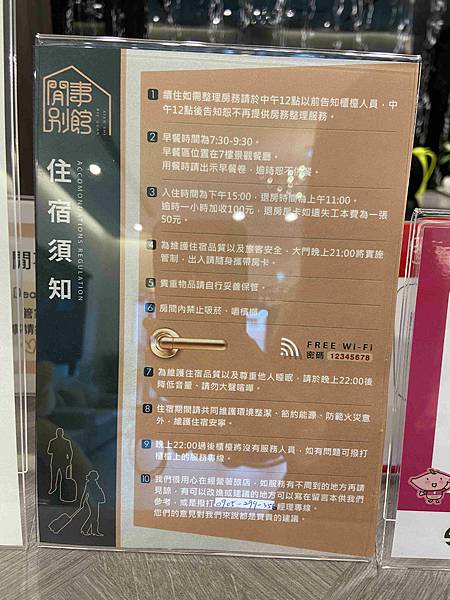 閒事
別館
住宿須知
ACCOMMODATIONS REGULATION
1 續住如需整理房務請於中午12點以前告知櫃檯人員，中
午12點後告知恕不再提供房務整理服務。
2 早餐時間為7:30-9:30。
早餐區位置在7樓景觀餐廳。
用餐時請出示早餐卷，逾時恕不供餐。
3 入住時間為下午15:00，退房時間為上午11:00。
逾時一小時加收100元，退房房卡如遺失工本費為一張
50元。
4 為維護住宿品質以及旅客安全，大門晚上21:00將實施
管制，出入請隨身攜帶房卡。
5 貴重物品請自行妥善保管。
6 房間內禁止吸菸、嚼檳榔。
FREE Wi-Fi
密碼 12345678
7 為維護住宿品質以及尊重他人睡眠，請於晚上22:00後
降低音量，請勿大聲喧嘩。
8 住宿期間請共同維護環境整潔、節約能源、防範火災意
外，維護住宿安寧。
9 晚上22:00過後櫃檯將沒有服務人員，如有問題可撥打
櫃檯上的服務專線。
10 我們很用心在經營著旅店，如服務有不周到的地方再請
見諒，有可以改進或建議的地方可以寫在留言本供我們
參考，或是撥打0905-299-355經理專線。
您們的意見對我們來說都是寶貴的建議。